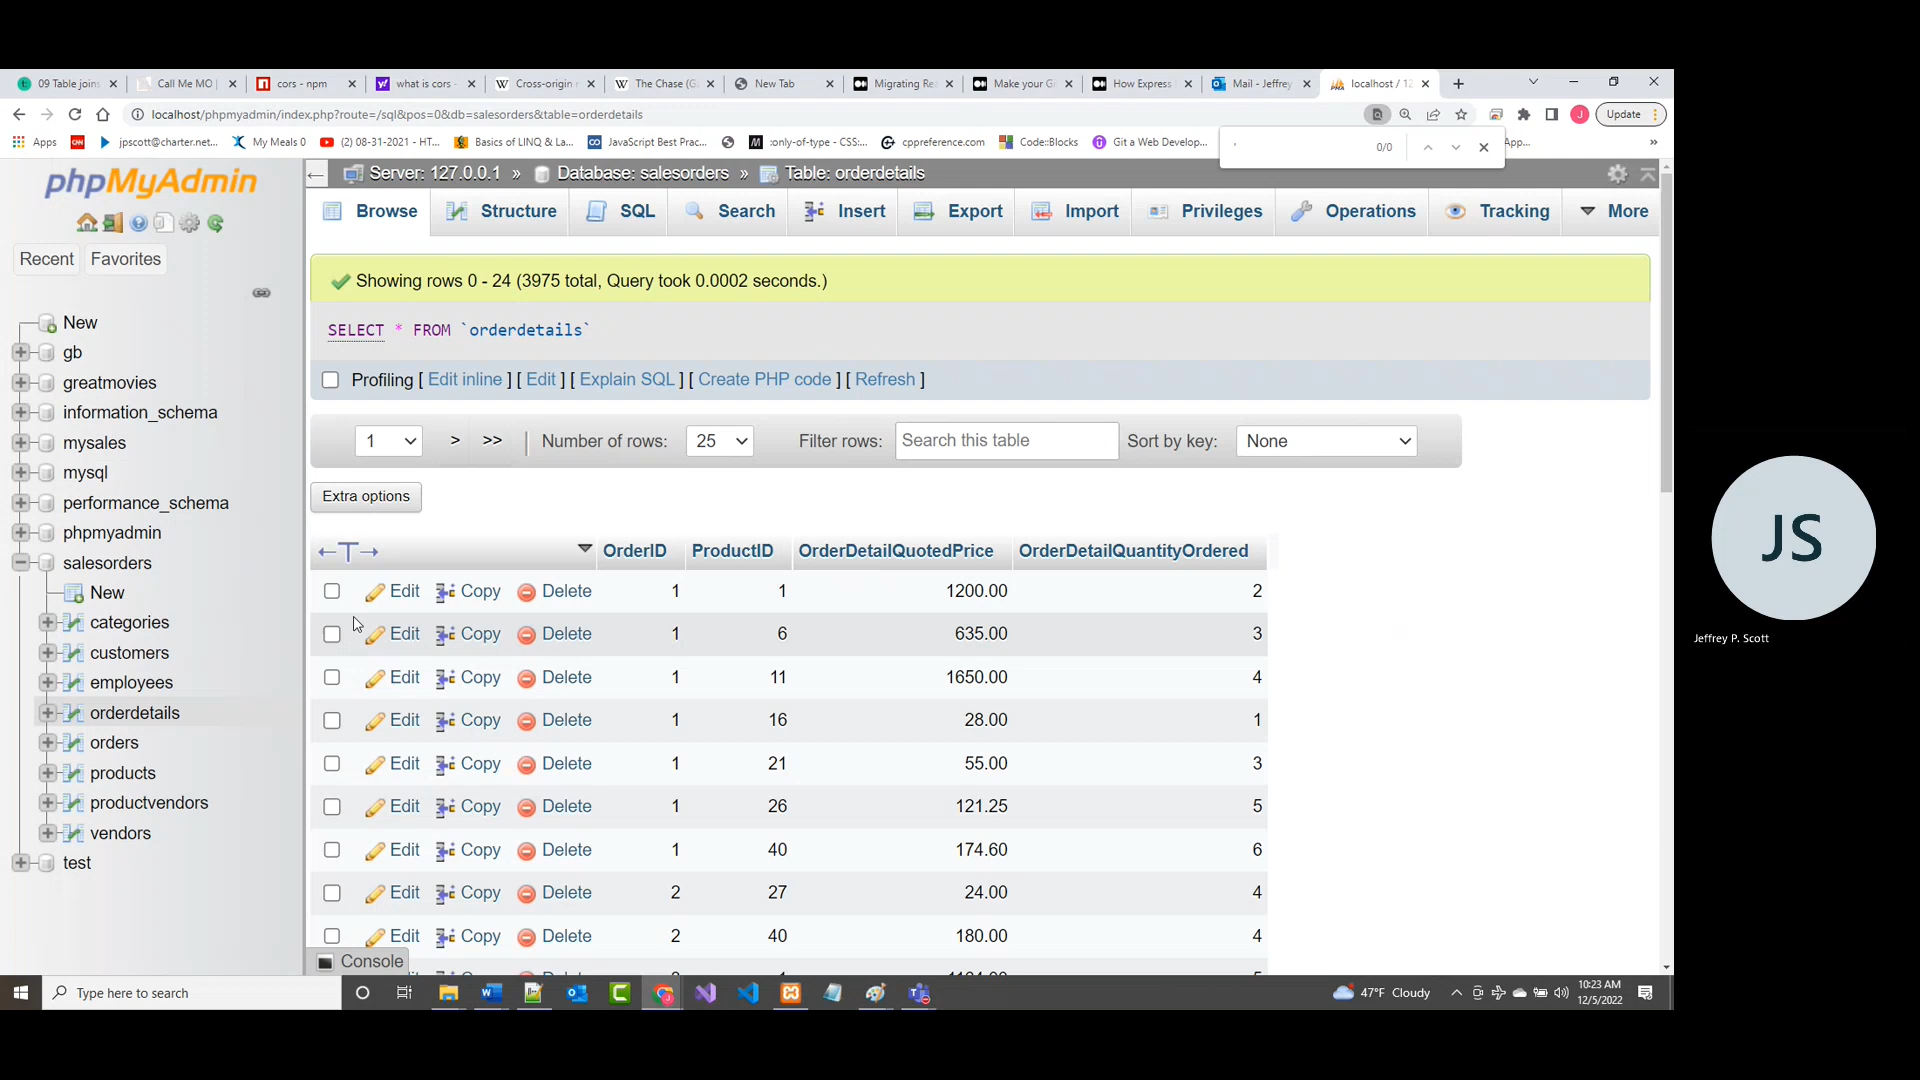 09 Table joins
Call Me MO
cors - npm
what is cors -
Cross-origin r
The Chase (G
New Tab
Migrating Re
Make your Gi
How Express
Mail - Jeffrey
localhost / 12
localhost/phpmyadmin/index.php?route=/sql&pos=0&db=salesorders&table=orderdetails
Update
Apps
jpscott@charter.net...
My Meals 0
(2) 08-31-2021 - HT...
Basics of LINQ & La...
JavaScript Best Prac...
:only-of-type - CSS:...
cppreference.com
Code::Blocks
Git a Web Develop...
App...
»
' 0/0
phpMyAdmin
Recent
Favorites
New
gb
greatmovies
information_schema
mysales
mysql
performance_schema
phpmyadmin
salesorders
New
categories
customers
employees
orderdetails
orders
products
productvendors
vendors
test
Server: 127.0.0.1 » Database: salesorders » Table: orderdetails
Browse Structure SQL Search Insert Export Import Privileges Operations Tracking More
Showing rows 0 - 24 (3975 total, Query took 0.0002 seconds.)
SELECT * FROM `orderdetails`
Profiling [ Edit inline ] [ Edit ] [ Explain SQL ] [ Create PHP code ] [ Refresh ]
1 > >> | Number of rows: 25 Filter rows: Search this table Sort by key: None
Extra options
←T→ OrderID ProductID OrderDetailQuotedPrice OrderDetailQuantityOrdered
Edit Copy Delete 1 1 1200.00 2
Edit Copy Delete 1 6 635.00 3
Edit Copy Delete 1 11 1650.00 4
Edit Copy Delete 1 16 28.00 1
Edit Copy Delete 1 21 55.00 3
Edit Copy Delete 1 26 121.25 5
Edit Copy Delete 1 40 174.60 6
Edit Copy Delete 2 27 24.00 4
Edit Copy Delete 2 40 180.00 4
Console
JS
Jeffrey P. Scott
Type here to search
47°F Cloudy
10:23 AM
12/5/2022